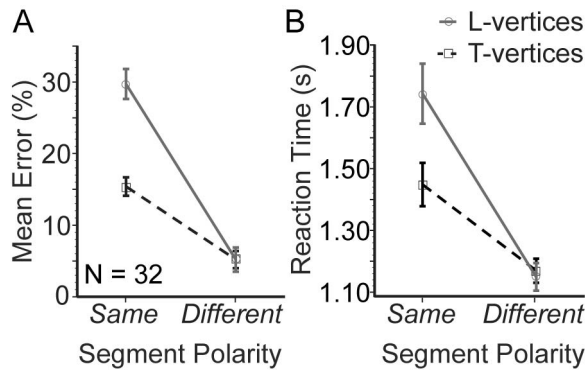 A
Mean Error (%)
30
20
10
0
N = 32
Same Different
Segment Polarity
B
L-vertices
T-vertices
Reaction Time (s)
1.90
1.70
1.50
1.30
1.10
Same Different
Segment Polarity